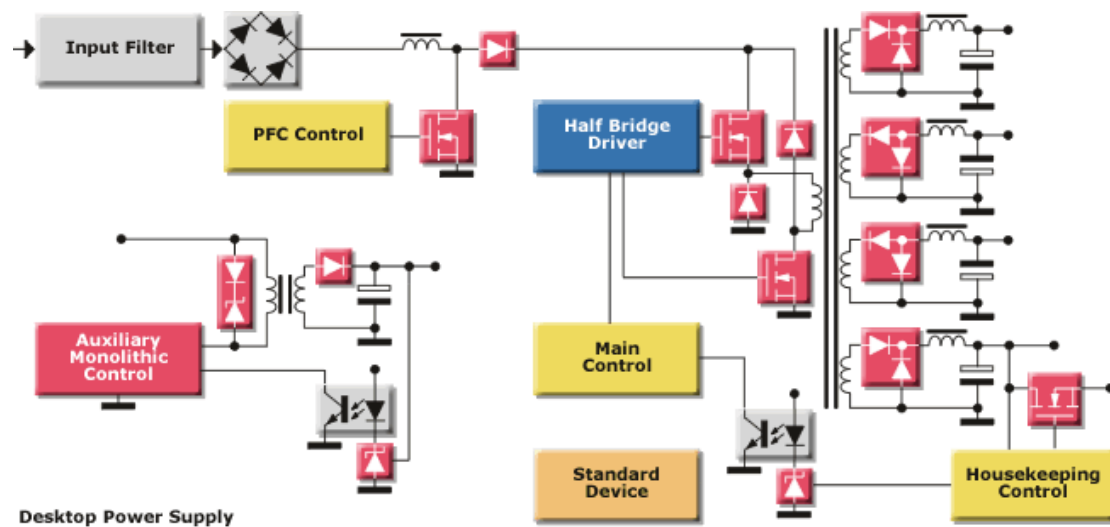 Input Filter
PFC Control
Half Bridge
Driver
Auxiliary
Monolithic
Control
Main
Control
Standard
Device
Housekeeping
Control
Desktop Power Supply